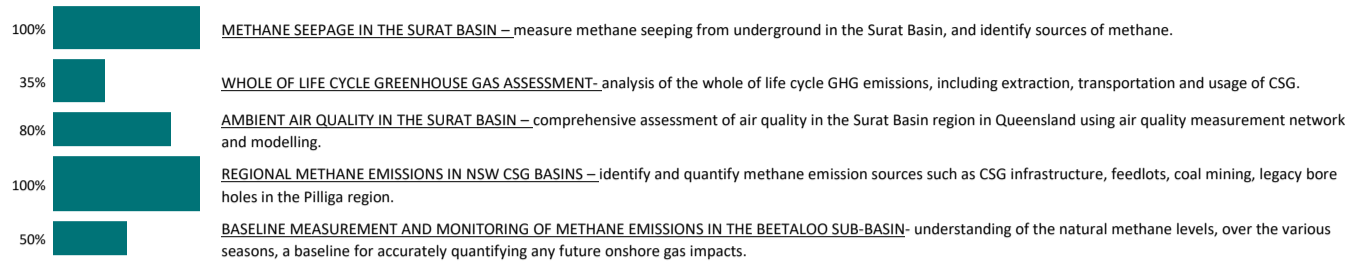 100% METHANE SEEPAGE IN THE SURAT BASIN – measure methane seeping from underground in the Surat Basin, and identify sources of methane.
35% WHOLE OF LIFE CYCLE GREENHOUSE GAS ASSESSMENT- analysis of the whole of life cycle GHG emissions, including extraction, transportation and usage of CSG.
80% AMBIENT AIR QUALITY IN THE SURAT BASIN – comprehensive assessment of air quality in the Surat Basin region in Queensland using air quality measurement network
and modelling.
100% REGIONAL METHANE EMISSIONS IN NSW CSG BASINS – identify and quantify methane emission sources such as CSG infrastructure, feedlots, coal mining, legacy bore
holes in the Pilliga region.
50% BASELINE MEASUREMENT AND MONITORING OF METHANE EMISSIONS IN THE BEETALOO SUB-BASIN- understanding of the natural methane levels, over the various
seasons, a baseline for accurately quantifying any future onshore gas impacts.